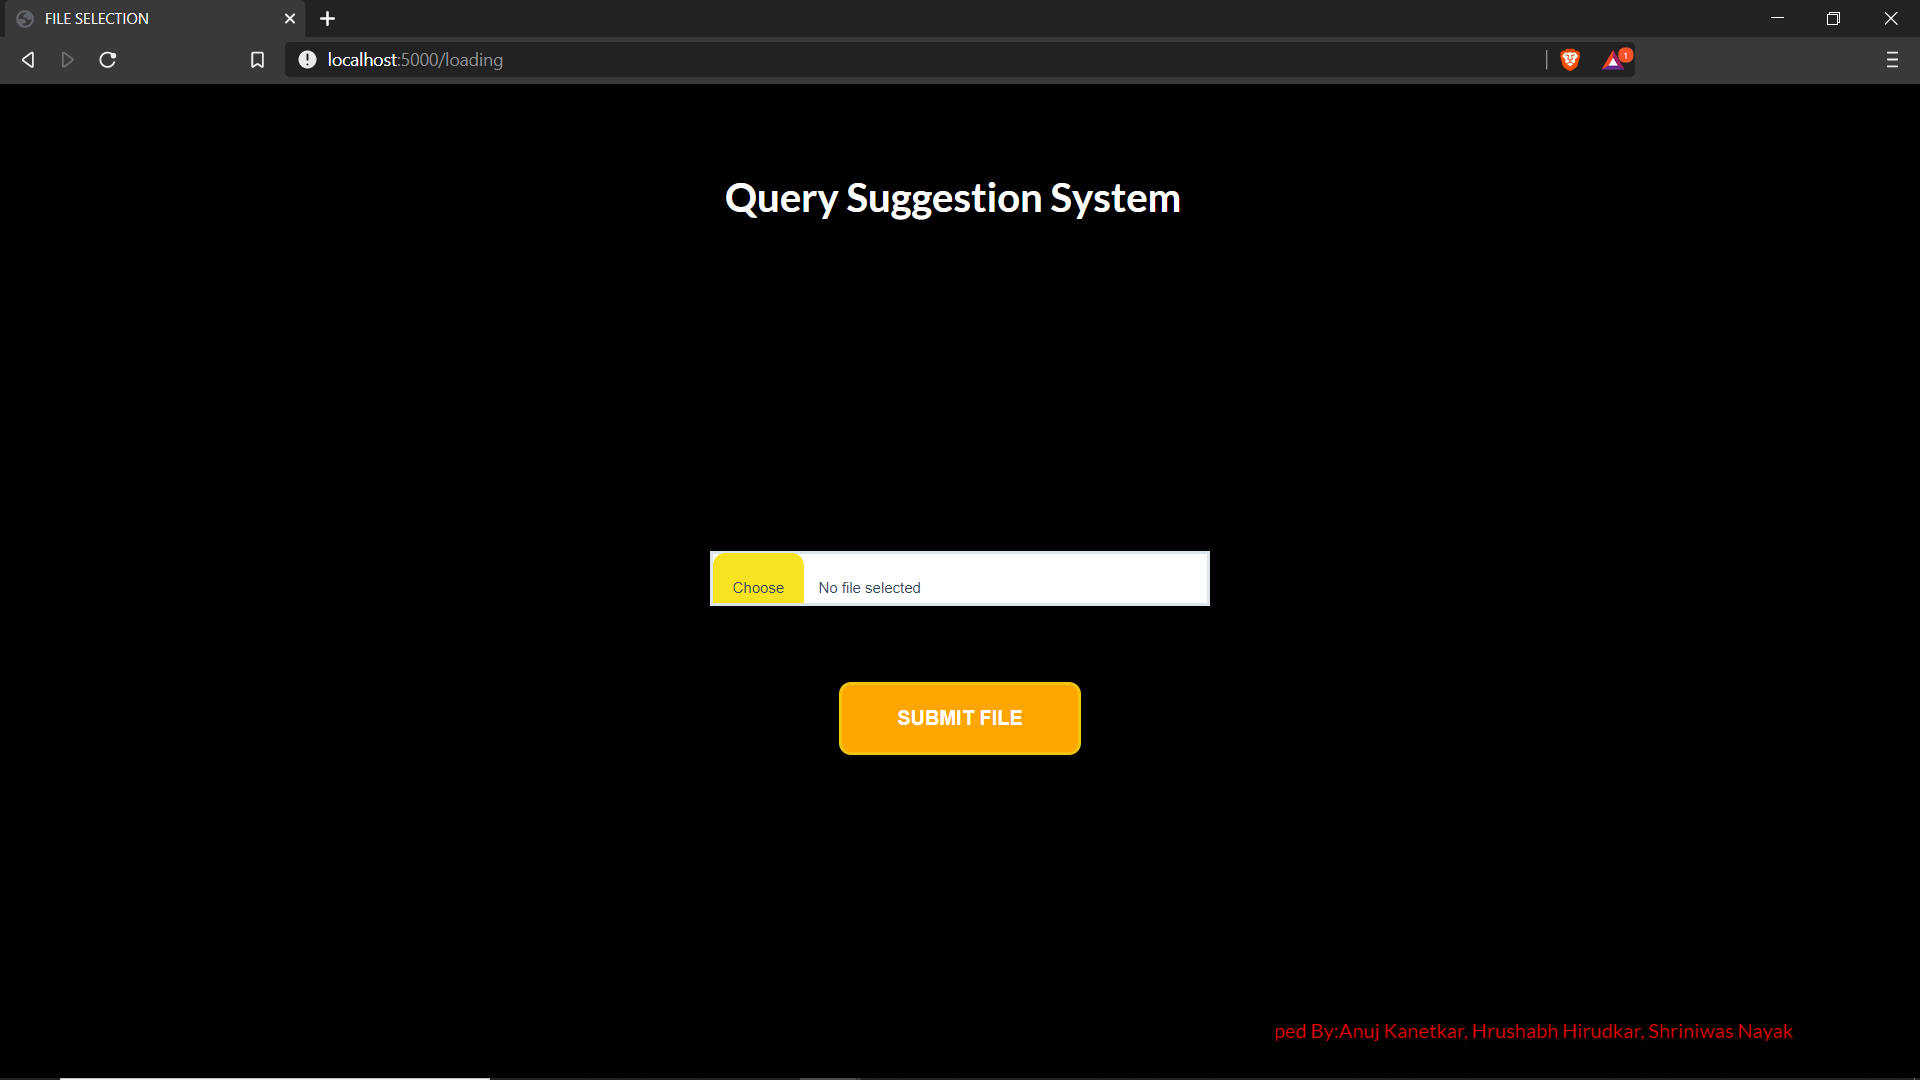 FILE SELECTION
localhost:5000/loading
1
Query Suggestion System
Choose No file selected
SUBMIT FILE
ped By:Anuj Kanetkar, Hrushabh Hirudkar, Shriniwas Nayak